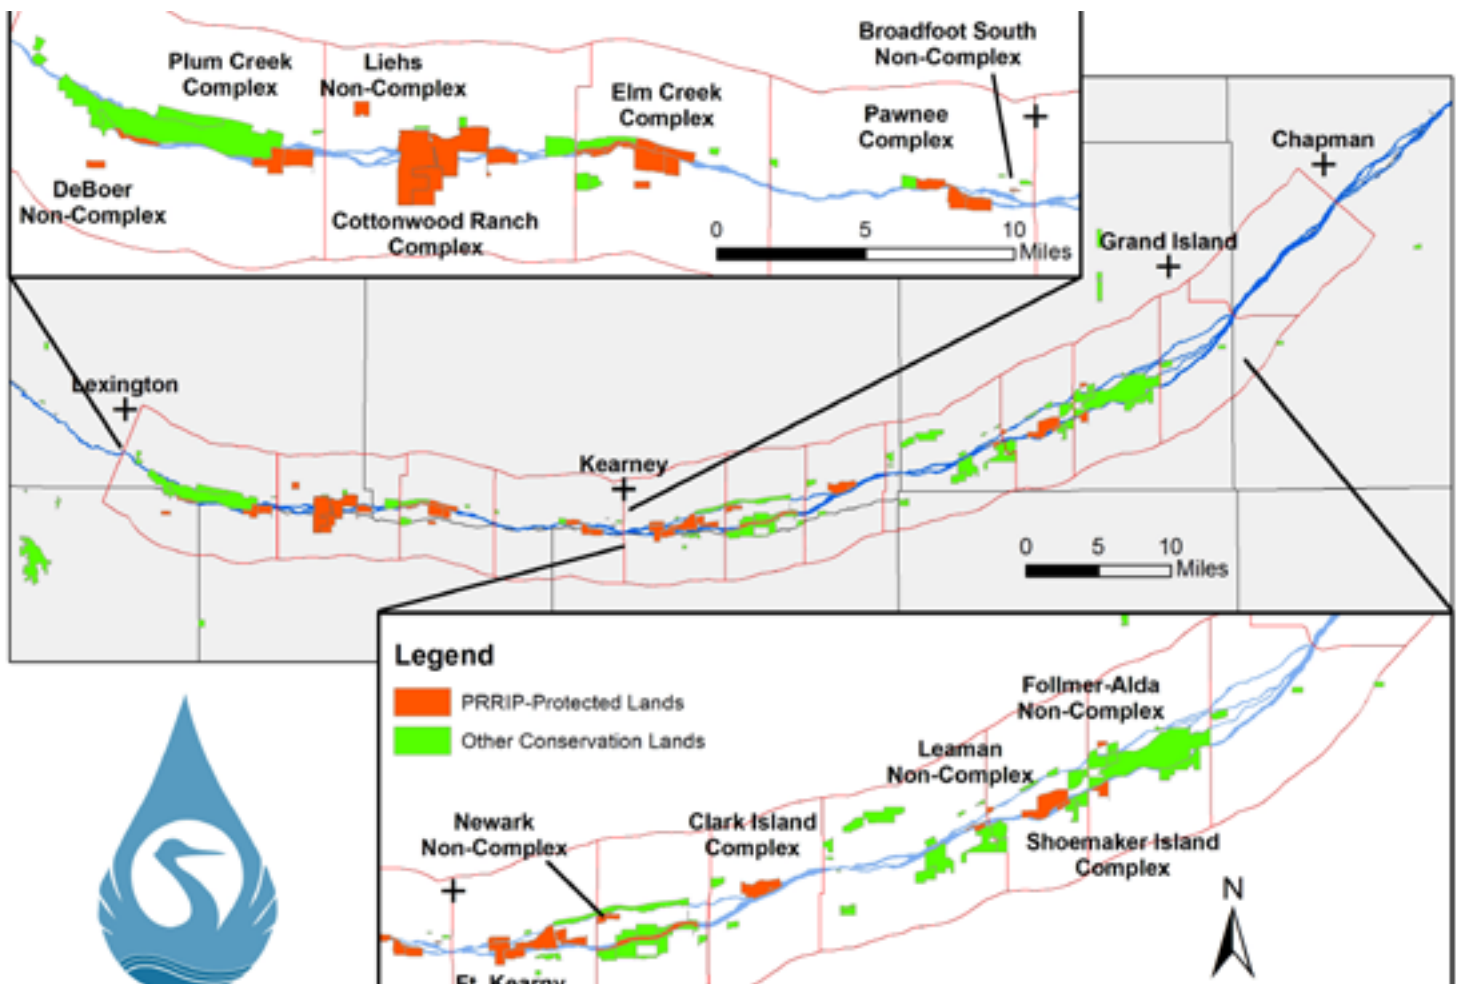 Broadfoot South
Non-Complex
Plum Creek
Complex
Liehs
Non-Complex
Elm Creek
Complex
Pawnee
Complex
DeBoer
Non-Complex
Cottonwood Ranch
Complex
0 5 10
Miles
Chapman
Grand Island
Lexington
Kearney
0 5 10
Miles
Legend
PRRIP-Protected Lands
Other Conservation Lands
Follmer-Alda
Non-Complex
Leaman
Non-Complex
Newark
Non-Complex
Clark Island
Complex
Shoemaker Island
Complex
N
Ft. Kearny